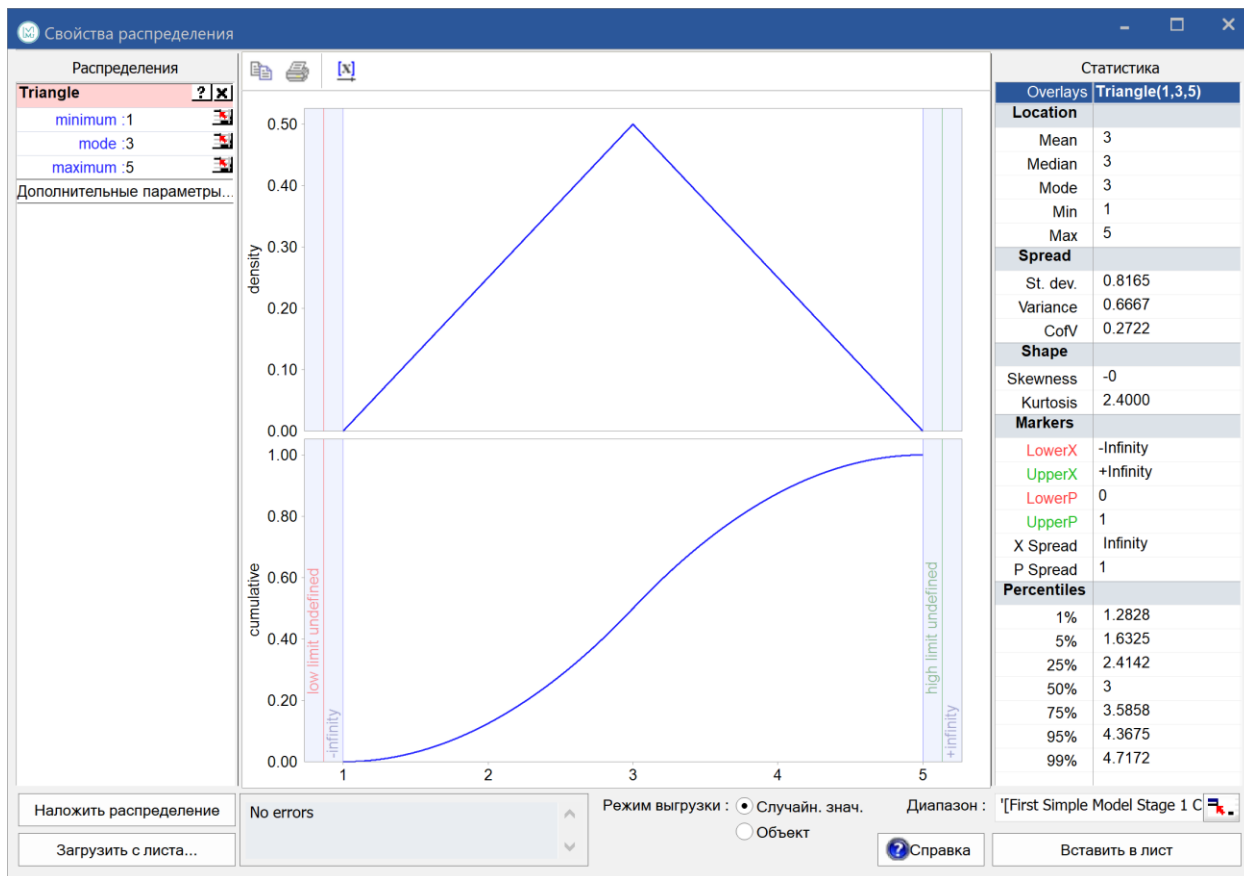 Свойства распределения
Распределения
Triangle ? x
minimum :1
mode :3
maximum :5
Дополнительные параметры...
[x]
density
0.50
0.40
0.30
0.20
0.10
0.00
cumulative
1.00
0.80
0.60
0.40
0.20
0.00
low limit undefined
-infinity
high limit undefined
+infinity
1 2 3 4 5
Статистика
Overlays Triangle(1,3,5)
Location
Mean 3
Median 3
Mode 3
Min 1
Max 5
Spread
St. dev. 0.8165
Variance 0.6667
CofV 0.2722
Shape
Skewness -0
Kurtosis 2.4000
Markers
LowerX -Infinity
UpperX +Infinity
LowerP 0
UpperP 1
X Spread Infinity
P Spread 1
Percentiles
1% 1.2828
5% 1.6325
25% 2.4142
50% 3
75% 3.5858
95% 4.3675
99% 4.7172
Наложить распределение
Загрузить с листа...
No errors
Режим выгрузки : Случайн. знач.
Объект
Диапазон : '[First Simple Model Stage 1 C
?Справка
Вставить в лист